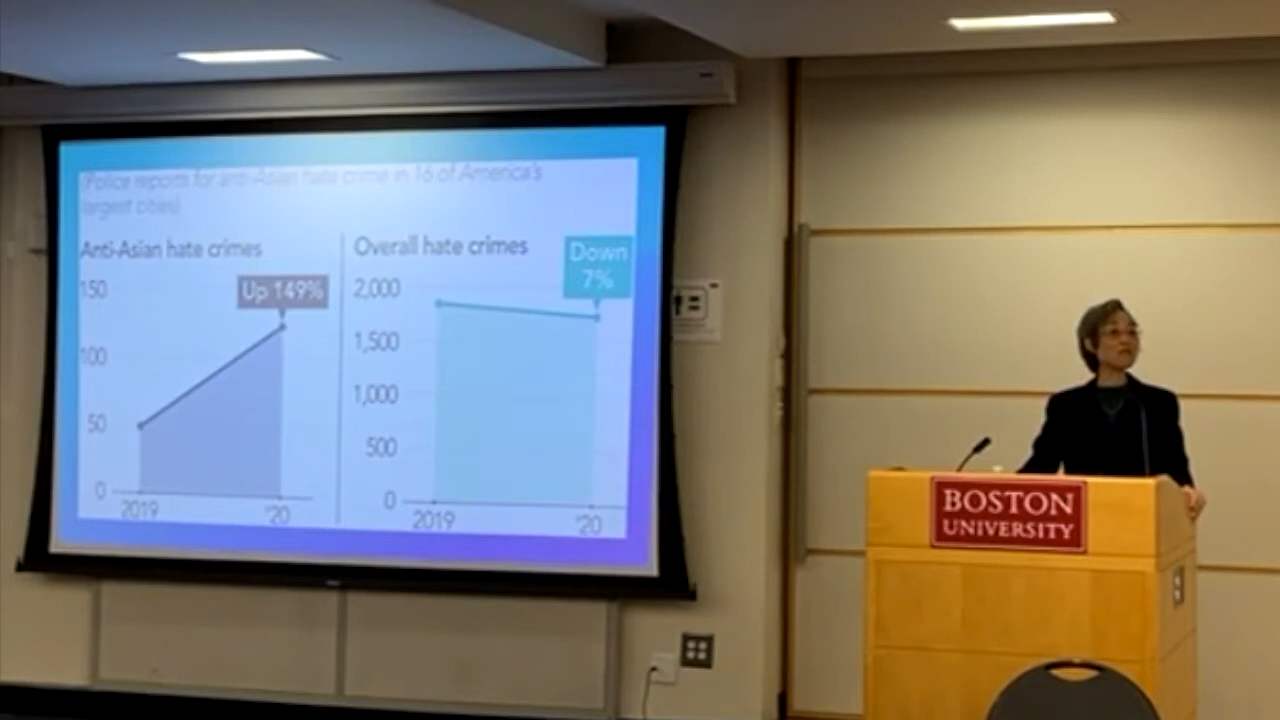 (Police reports for anti-Asian hate crime in 16 of America's
largest cities)
Anti-Asian hate crimes
150
Up 149%
100
50
0
2019
'20
Overall hate crimes
Down
7%
2,000
1,500
1,000
500
0
2019
'20
BOSTON
UNIVERSITY